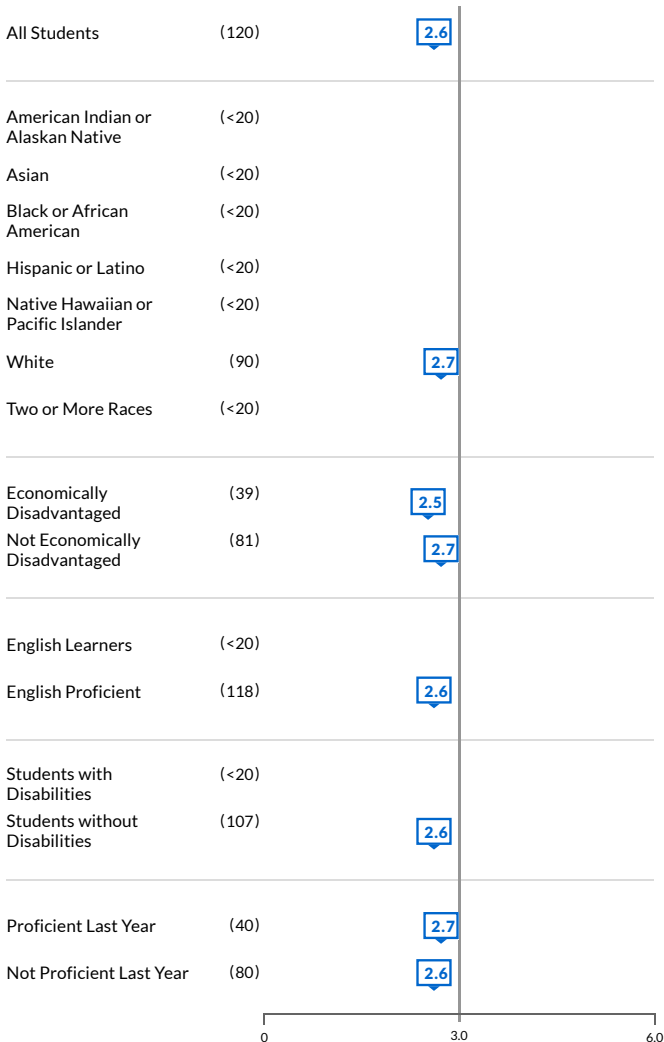 All Students (120) 2.6
American Indian or (<20)
Alaskan Native
Asian (<20)
Black or African (<20)
American
Hispanic or Latino (<20)
Native Hawaiian or (<20)
Pacific Islander
White (90) 2.7
Two or More Races (<20)
Economically (39) 2.5
Disadvantaged
Not Economically (81) 2.7
Disadvantaged
English Learners (<20)
English Proficient (118) 2.6
Students with (<20)
Disabilities
Students without (107) 2.6
Disabilities
Proficient Last Year (40) 2.7
Not Proficient Last Year (80) 2.6
0 3.0 6.0